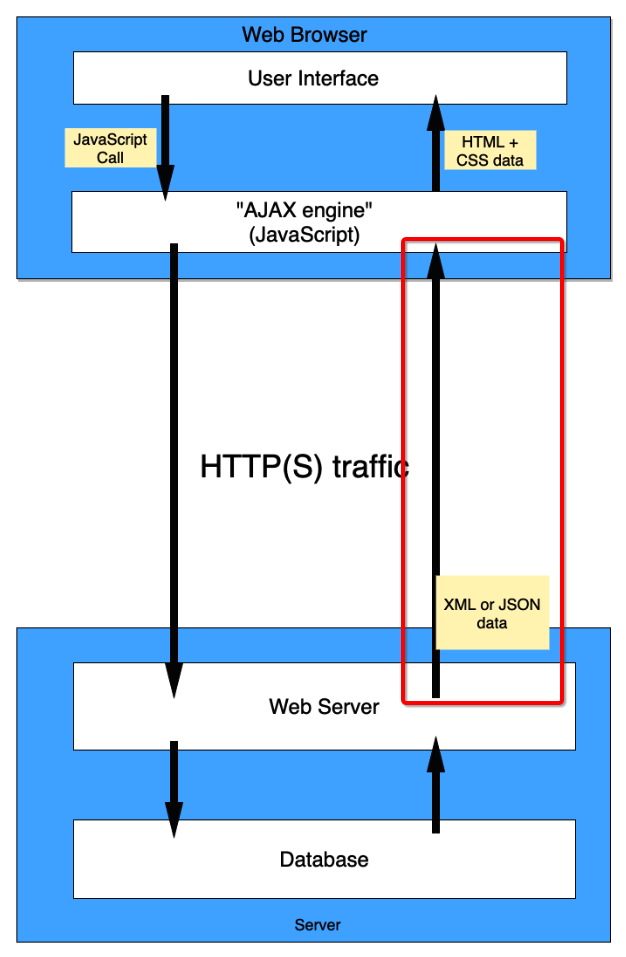 Web Browser
User Interface
JavaScript
Call
HTML +
CSS data
"AJAX engine"
(JavaScript)
HTTP(S) traffic
XML or JSON
data
Web Server
Database
Server